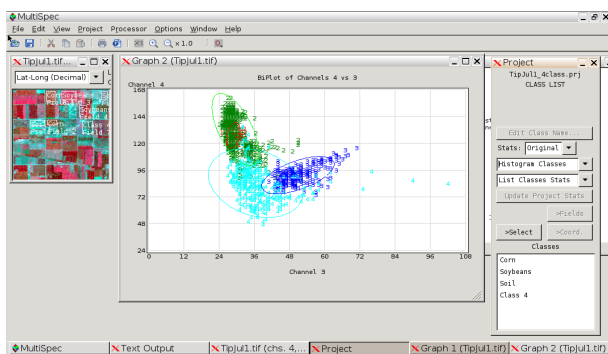 MultiSpec
File Edit View Project Processor Options Window Help
× 1.0
TipJul1.tif...
Lat-Long (Decimal)
Graph 2 (TipJul1.tif)
BiPlot of Channels 4 vs 3
Channel 4
168
144
120
96
72
48
24
0 12 24 36 48 60 72 84 96 108
Channel 3
Project
TipJul1_4class.prj
CLASS LIST
Edit Class Name...
Stats: Original
Histogram Classes
List Classes Stats
Update Project Stats
>Fields
>Select >Coord.
Classes
Corn
Soybeans
Soil
Class 4
MultiSpec Text Output TipJul1.tif (chs. 4,... Project Graph 1 (TipJul1.tif) Graph 2 (TipJul1.tif)